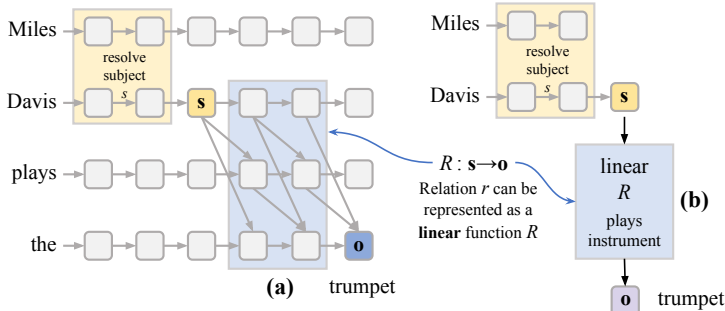 Miles
resolve
subject
s
Davis
s
plays
the
o
(a)
trumpet
R : s→o
Relation r can be
represented as a
linear function R
Miles
resolve
subject
s
Davis
s
linear
R
plays
instrument
(b)
o
trumpet